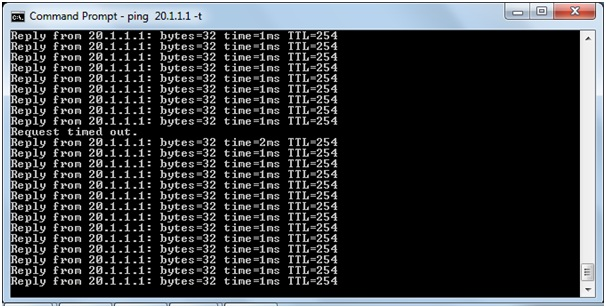 Command Prompt - ping 20.1.1.1 -t
Reply from 20.1.1.1: bytes=32 time=1ms TTL=254
Reply from 20.1.1.1: bytes=32 time=1ms TTL=254
Reply from 20.1.1.1: bytes=32 time=1ms TTL=254
Reply from 20.1.1.1: bytes=32 time=1ms TTL=254
Reply from 20.1.1.1: bytes=32 time=1ms TTL=254
Reply from 20.1.1.1: bytes=32 time=1ms TTL=254
Reply from 20.1.1.1: bytes=32 time=1ms TTL=254
Reply from 20.1.1.1: bytes=32 time=1ms TTL=254
Reply from 20.1.1.1: bytes=32 time=1ms TTL=254
Request timed out.
Reply from 20.1.1.1: bytes=32 time=2ms TTL=254
Reply from 20.1.1.1: bytes=32 time=1ms TTL=254
Reply from 20.1.1.1: bytes=32 time=1ms TTL=254
Reply from 20.1.1.1: bytes=32 time=1ms TTL=254
Reply from 20.1.1.1: bytes=32 time=1ms TTL=254
Reply from 20.1.1.1: bytes=32 time=1ms TTL=254
Reply from 20.1.1.1: bytes=32 time=1ms TTL=254
Reply from 20.1.1.1: bytes=32 time=1ms TTL=254
Reply from 20.1.1.1: bytes=32 time=1ms TTL=254
Reply from 20.1.1.1: bytes=32 time=1ms TTL=254
Reply from 20.1.1.1: bytes=32 time=1ms TTL=254
Reply from 20.1.1.1: bytes=32 time=1ms TTL=254
Reply from 20.1.1.1: bytes=32 time=1ms TTL=254
Reply from 20.1.1.1: bytes=32 time=1ms TTL=254